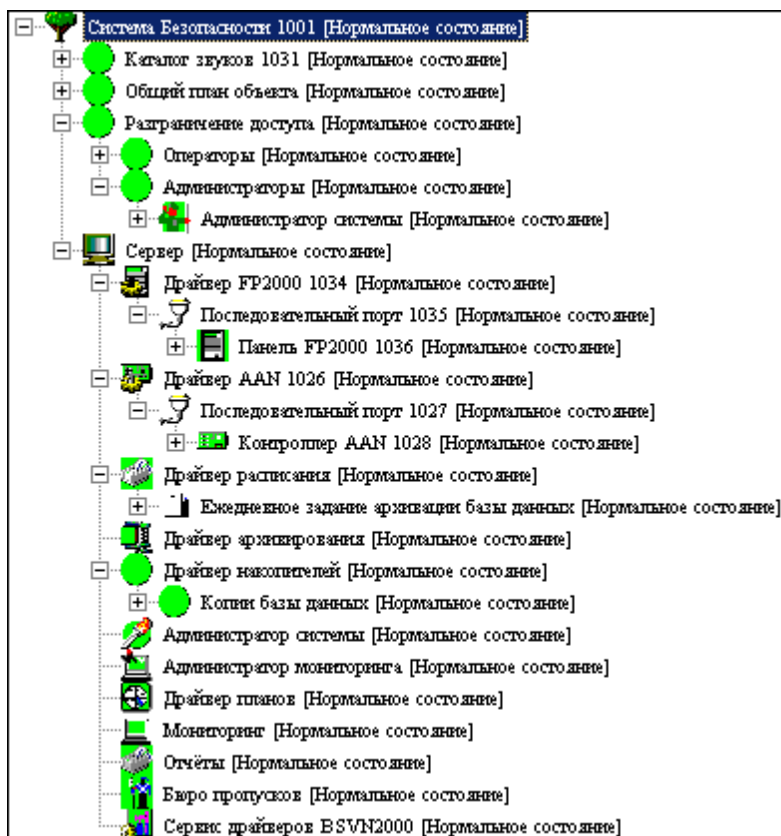 Система Безопасности 1001 [Нормальное состояние]
Каталог звуков 1031 [Нормальное состояние]
Общий план объекта [Нормальное состояние]
Разграничение доступа [Нормальное состояние]
Операторы [Нормальное состояние]
Администраторы [Нормальное состояние]
Администратор системы [Нормальное состояние]
Сервер [Нормальное состояние]
Драйвер FP2000 1034 [Нормальное состояние]
Последовательный порт 1035 [Нормальное состояние]
Панель FP2000 1036 [Нормальное состояние]
Драйвер AAN 1026 [Нормальное состояние]
Последовательный порт 1027 [Нормальное состояние]
Контроллер AAN 1028 [Нормальное состояние]
Драйвер расписания [Нормальное состояние]
Ежедневное задание архивации базы данных [Нормальное состояние]
Драйвер архивирования [Нормальное состояние]
Драйвер накопителей [Нормальное состояние]
Копии базы данных [Нормальное состояние]
Администратор системы [Нормальное состояние]
Администратор мониторинга [Нормальное состояние]
Драйвер планов [Нормальное состояние]
Мониторинг [Нормальное состояние]
Отчёты [Нормальное состояние]
Бюро пропусков [Нормальное состояние]
Сервис драйверов BSVN2000 [Нормальное состояние]